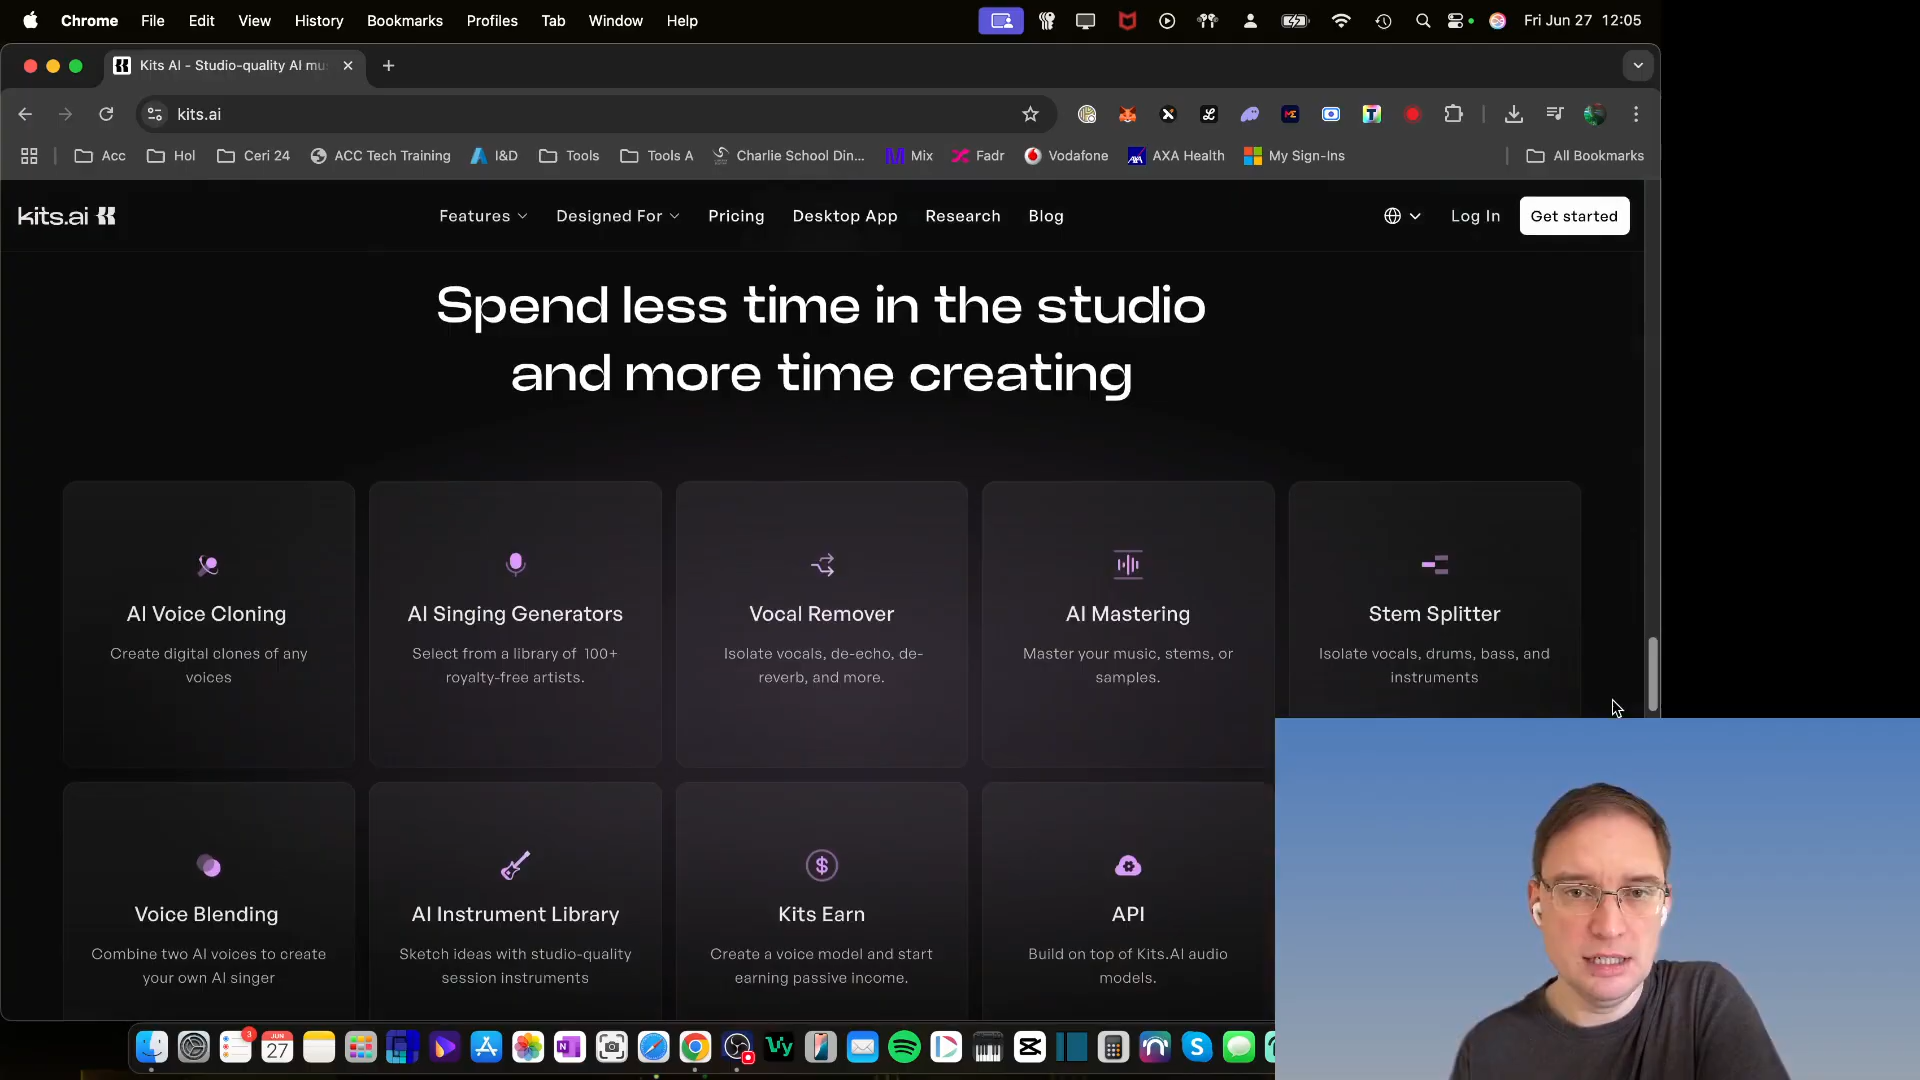 Chrome File Edit View History Bookmarks Profiles Tab Window Help
Fri Jun 27 12:05
Kits AI - Studio-quality AI mu
kits.ai
Acc Hol Ceri 24 ACC Tech Training I&D Tools Tools A Charlie School Din... Mix Fadr Vodafone AXA Health My Sign-Ins All Bookmarks
kits.ai
Features Designed For Pricing Desktop App Research Blog
Log In Get started
Spend less time in the studio
and more time creating
AI Voice Cloning
Create digital clones of any
voices
AI Singing Generators
Select from a library of 100+
royalty-free artists.
Vocal Remover
Isolate vocals, de-echo, de-
reverb, and more.
AI Mastering
Master your music, stems, or
samples.
Stem Splitter
Isolate vocals, drums, bass, and
instruments
Voice Blending
Combine two AI voices to create
your own AI singer
AI Instrument Library
Sketch ideas with studio-quality
session instruments
Kits Earn
Create a voice model and start
earning passive income.
API
Build on top of Kits.AI audio
models.
3
JUN
27